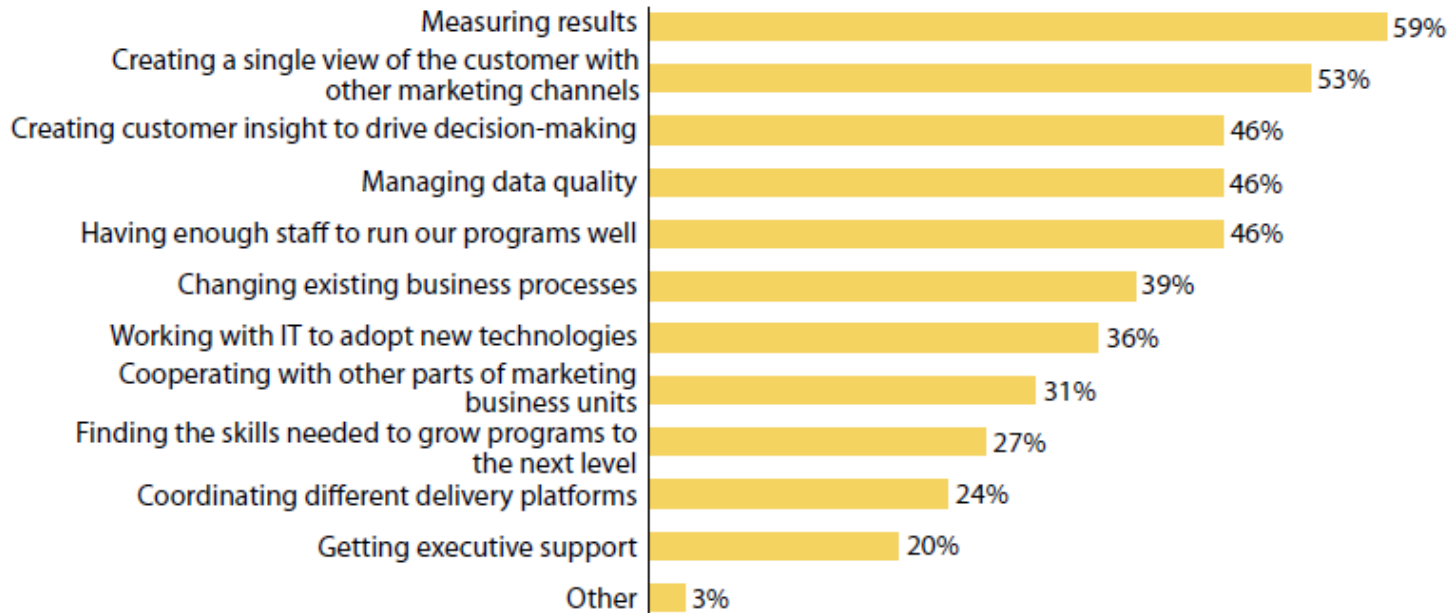 Measuring results 59%
Creating a single view of the customer with
other marketing channels 53%
Creating customer insight to drive decision-making 46%
Managing data quality 46%
Having enough staff to run our programs well 46%
Changing existing business processes 39%
Working with IT to adopt new technologies 36%
Cooperating with other parts of marketing
business units 31%
Finding the skills needed to grow programs to
the next level 27%
Coordinating different delivery platforms 24%
Getting executive support 20%
Other 3%